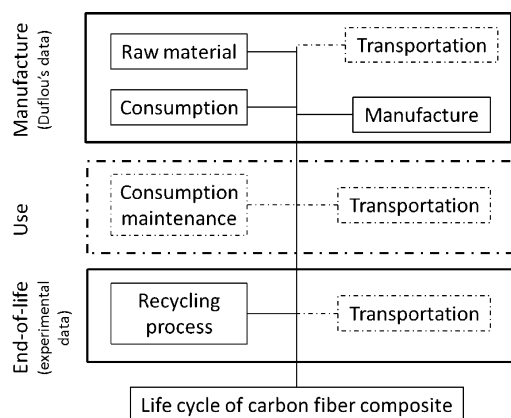 Manufacture
(Duflou's data)
Raw material
Transportation
Consumption
Manufacture
Use
Consumption
maintenance
Transportation
End-of-life
(experimental
data)
Recycling
process
Transportation
Life cycle of carbon fiber composite